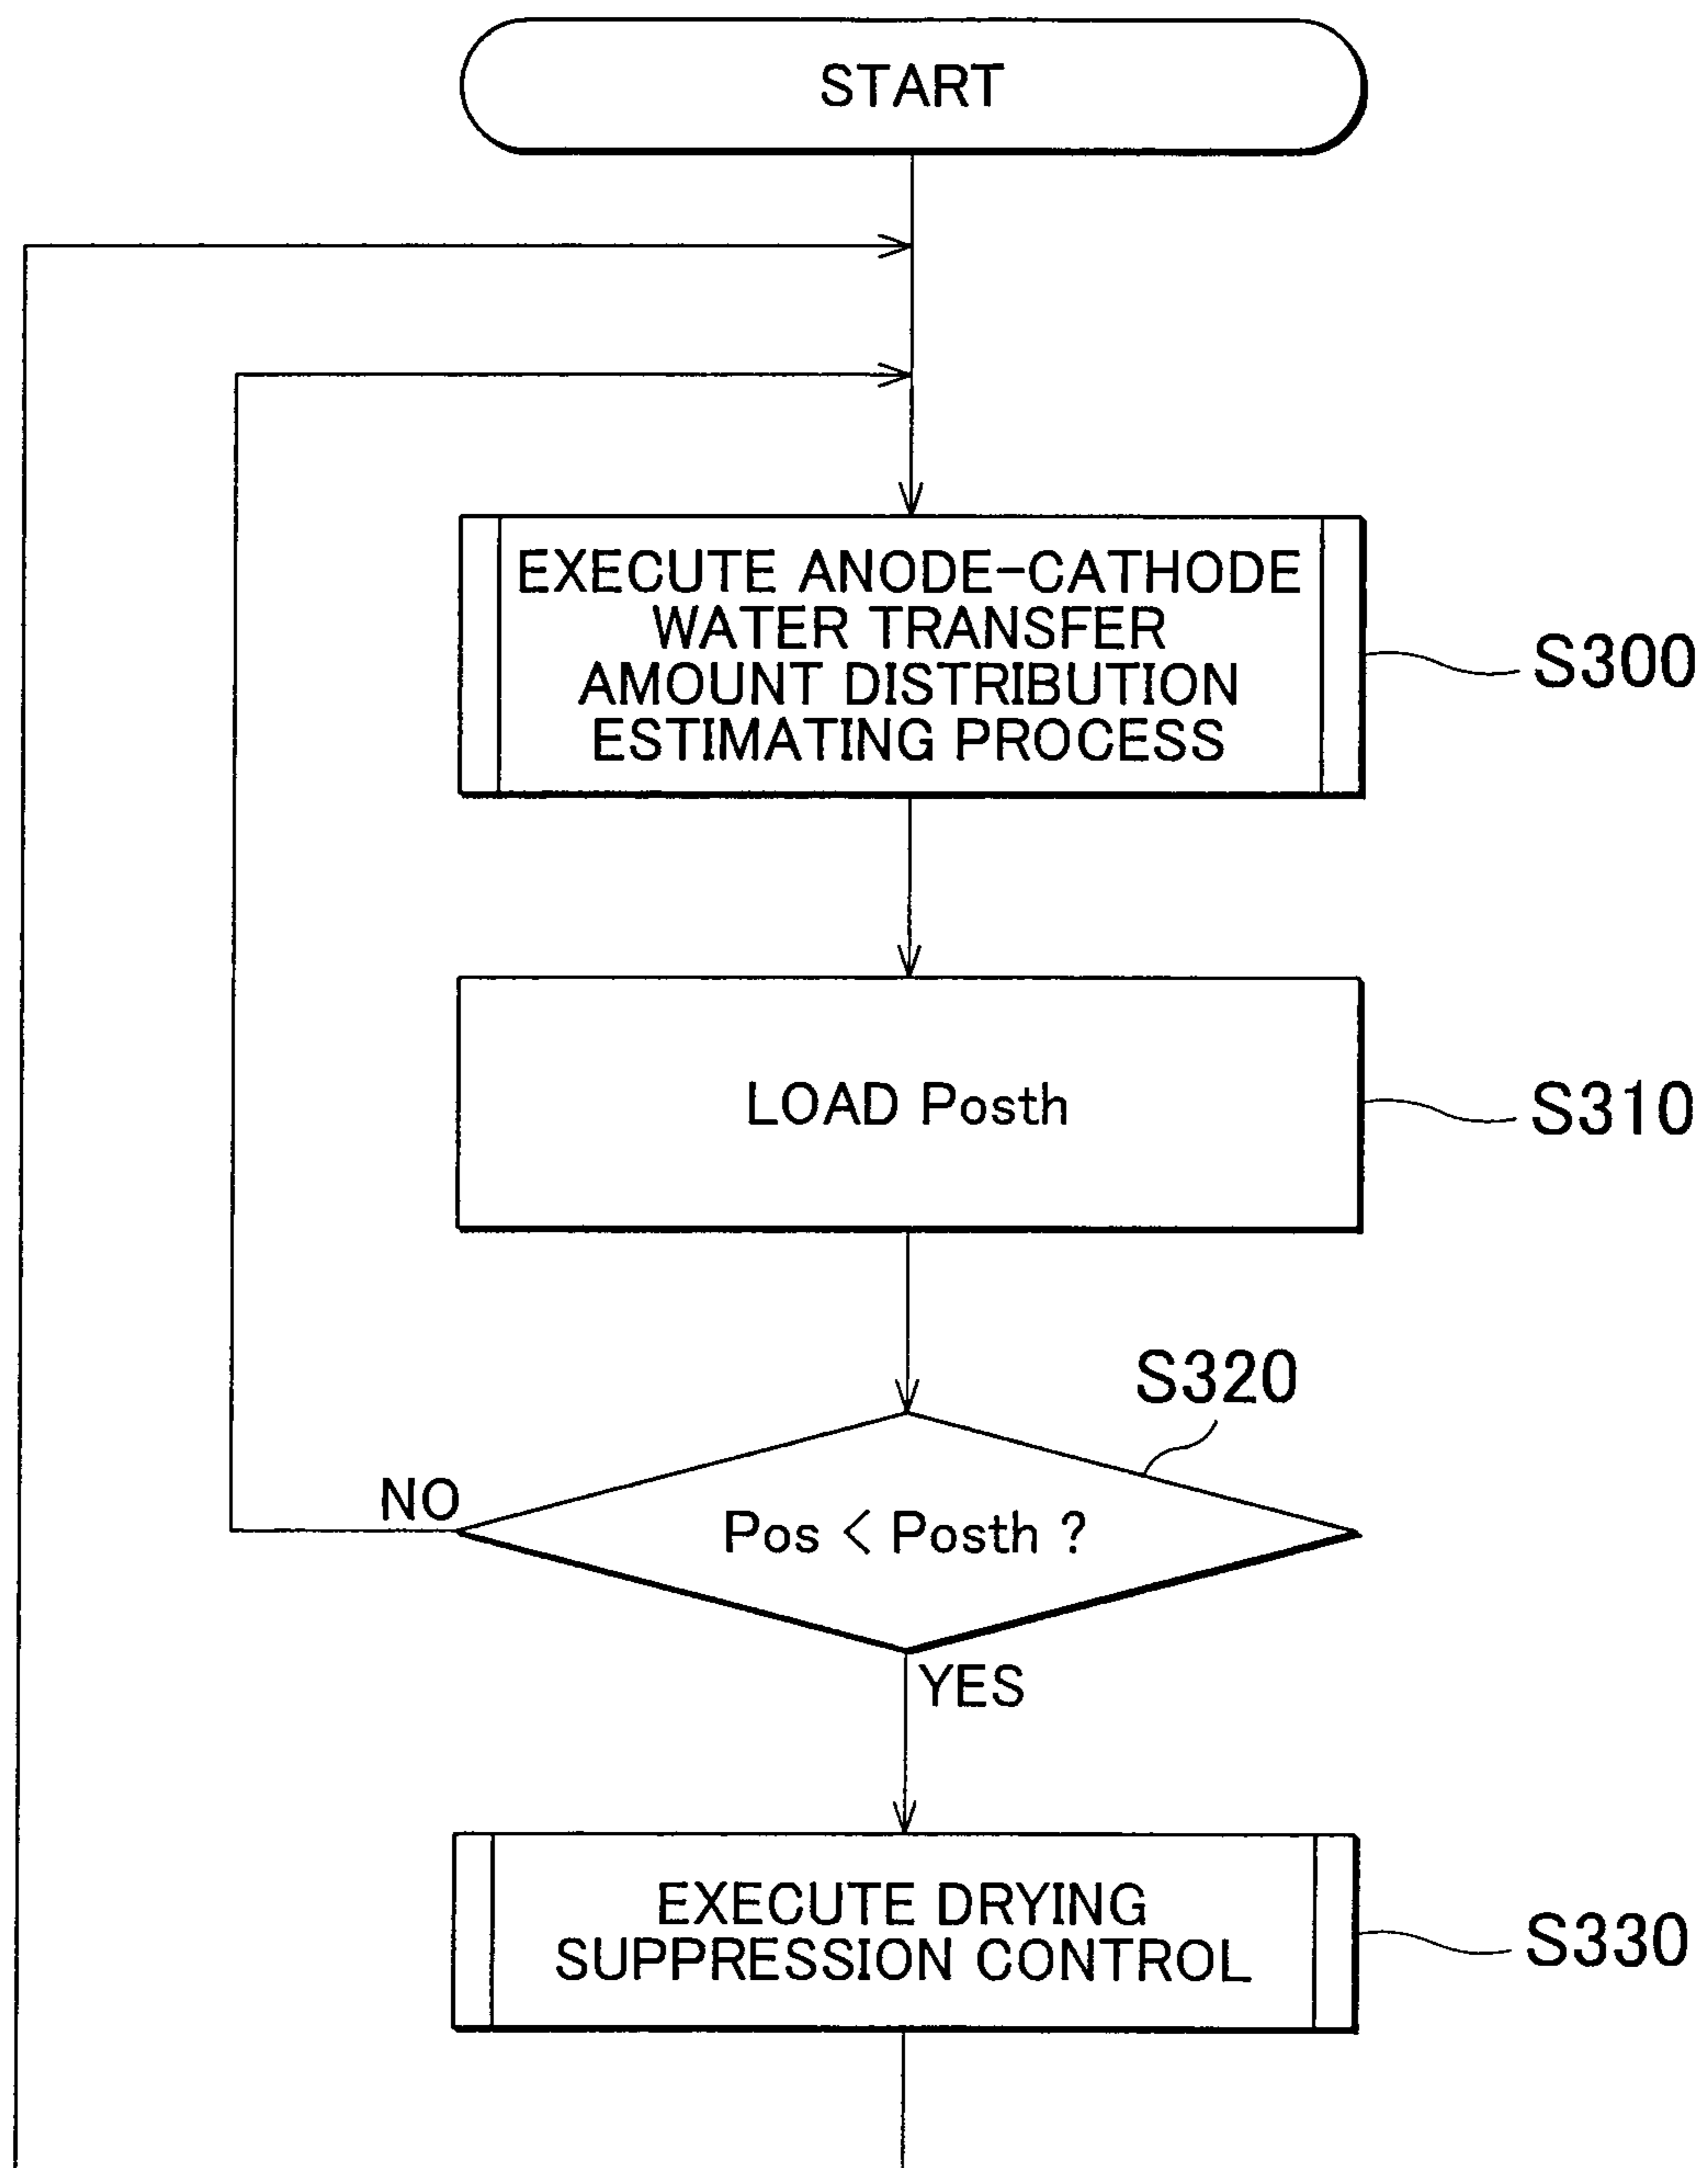 START
EXECUTE ANODE-CATHODE
WATER TRANSFER
AMOUNT DISTRIBUTION
ESTIMATING PROCESS
S300
LOAD Posth
S310
S320
NO
Pos < Posth ?
YES
EXECUTE DRYING
SUPPRESSION CONTROL
S330